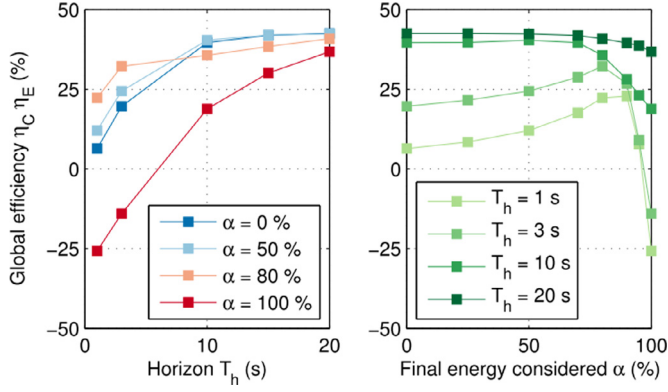 Global efficiency η_C η_E (%)
50
25
0
−25
−50
0
10
20
Horizon T_h (s)
α = 0 %
α = 50 %
α = 80 %
α = 100 %
50
25
0
−25
−50
0
50
100
Final energy considered α (%)
T_h = 1 s
T_h = 3 s
T_h = 10 s
T_h = 20 s